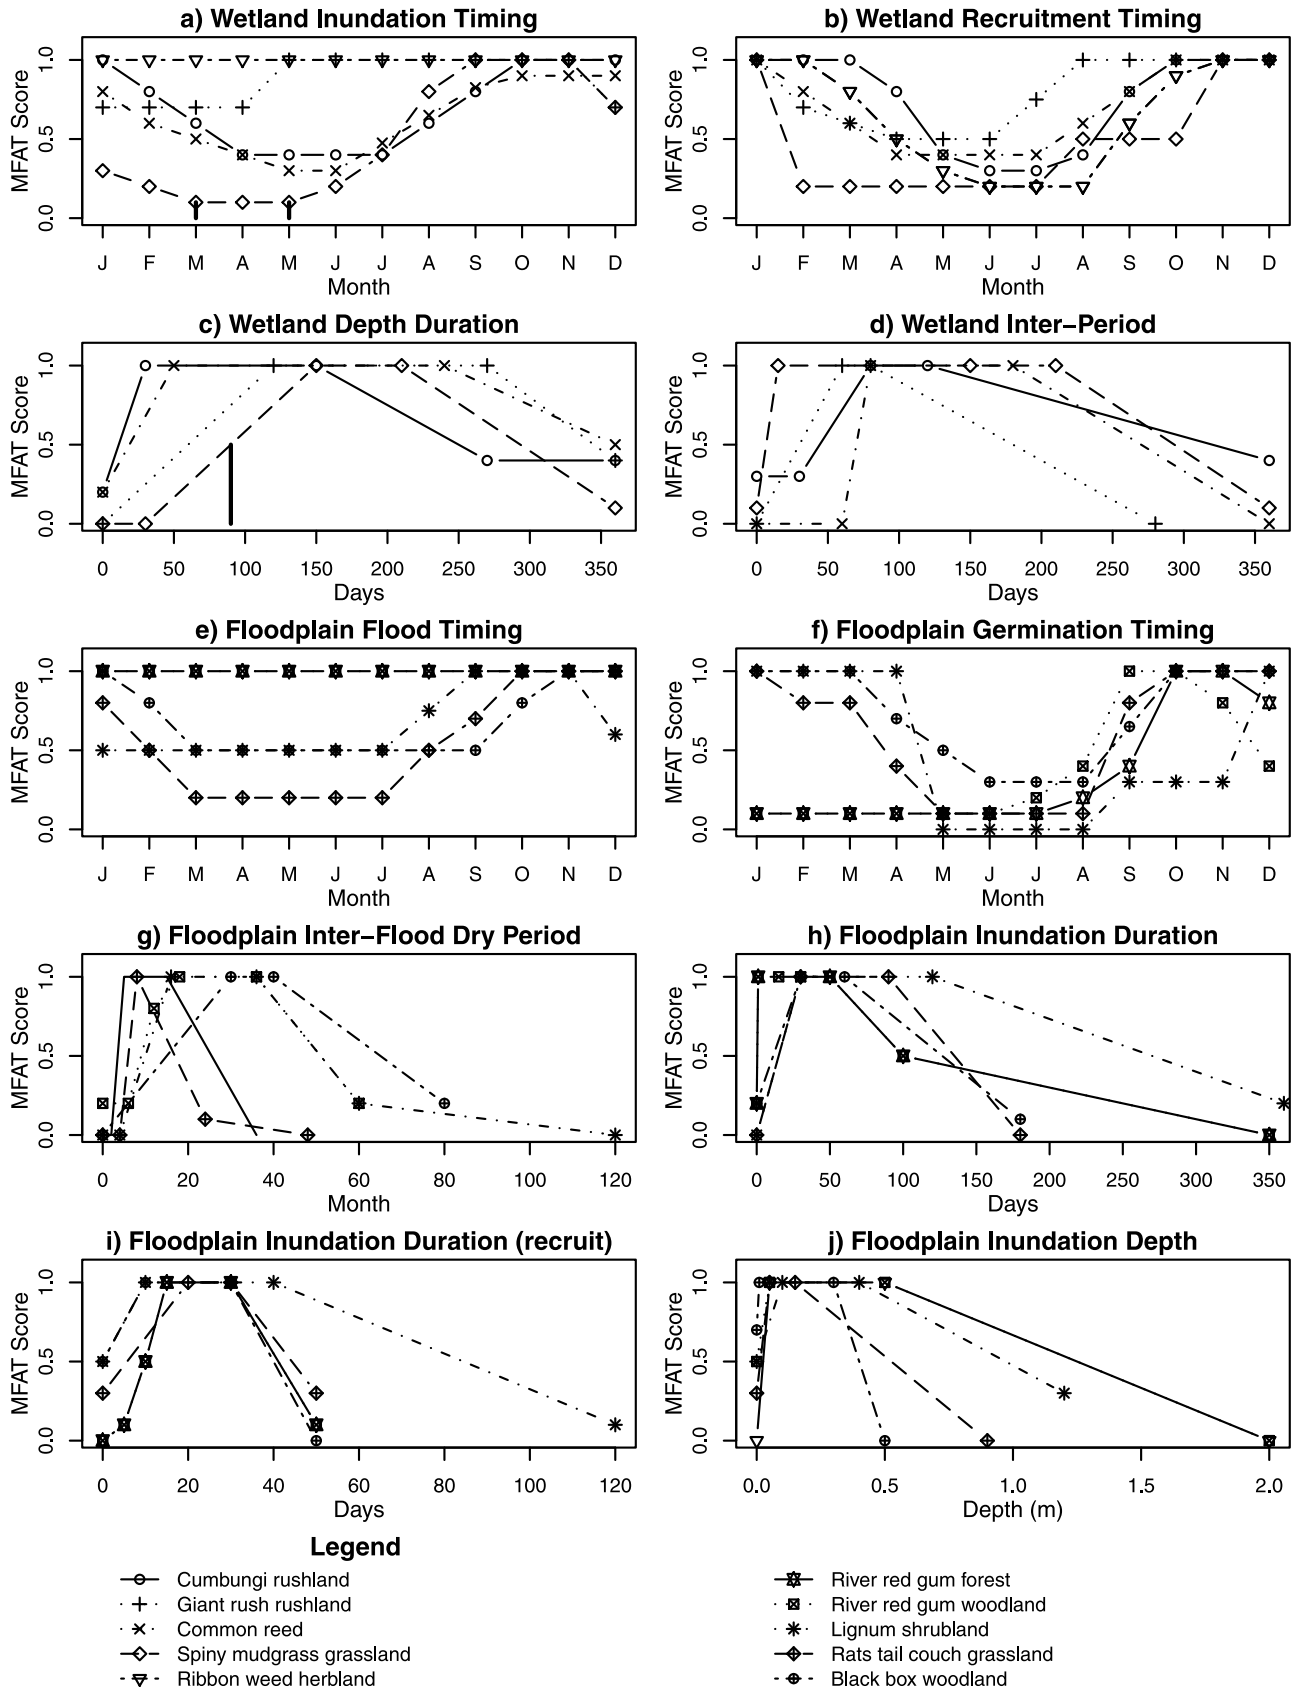 a) Wetland Inundation Timing
MFAT Score
0.0 0.5 1.0
J F M A M J J A S O N D
Month
b) Wetland Recruitment Timing
MFAT Score
0.0 0.5 1.0
J F M A M J J A S O N D
Month
c) Wetland Depth Duration
MFAT Score
0.0 0.5 1.0
0 50 100 150 200 250 300 350
Days
d) Wetland Inter-Period
MFAT Score
0.0 0.5 1.0
0 50 100 150 200 250 300 350
Days
e) Floodplain Flood Timing
MFAT Score
0.0 0.5 1.0
J F M A M J J A S O N D
Month
f) Floodplain Germination Timing
MFAT Score
0.0 0.5 1.0
J F M A M J J A S O N D
Month
g) Floodplain Inter-Flood Dry Period
MFAT Score
0.0 0.5 1.0
0 20 40 60 80 100 120
Month
h) Floodplain Inundation Duration
MFAT Score
0.0 0.5 1.0
0 50 100 150 200 250 300 350
Days
i) Floodplain Inundation Duration (recruit)
MFAT Score
0.0 0.5 1.0
0 20 40 60 80 100 120
Days
j) Floodplain Inundation Depth
MFAT Score
0.0 0.5 1.0
0.0 0.5 1.0 1.5 2.0
Depth (m)
Legend
Cumbungi rushland
Giant rush rushland
Common reed
Spiny mudgrass grassland
Ribbon weed herbland
River red gum forest
River red gum woodland
Lignum shrubland
Rats tail couch grassland
Black box woodland